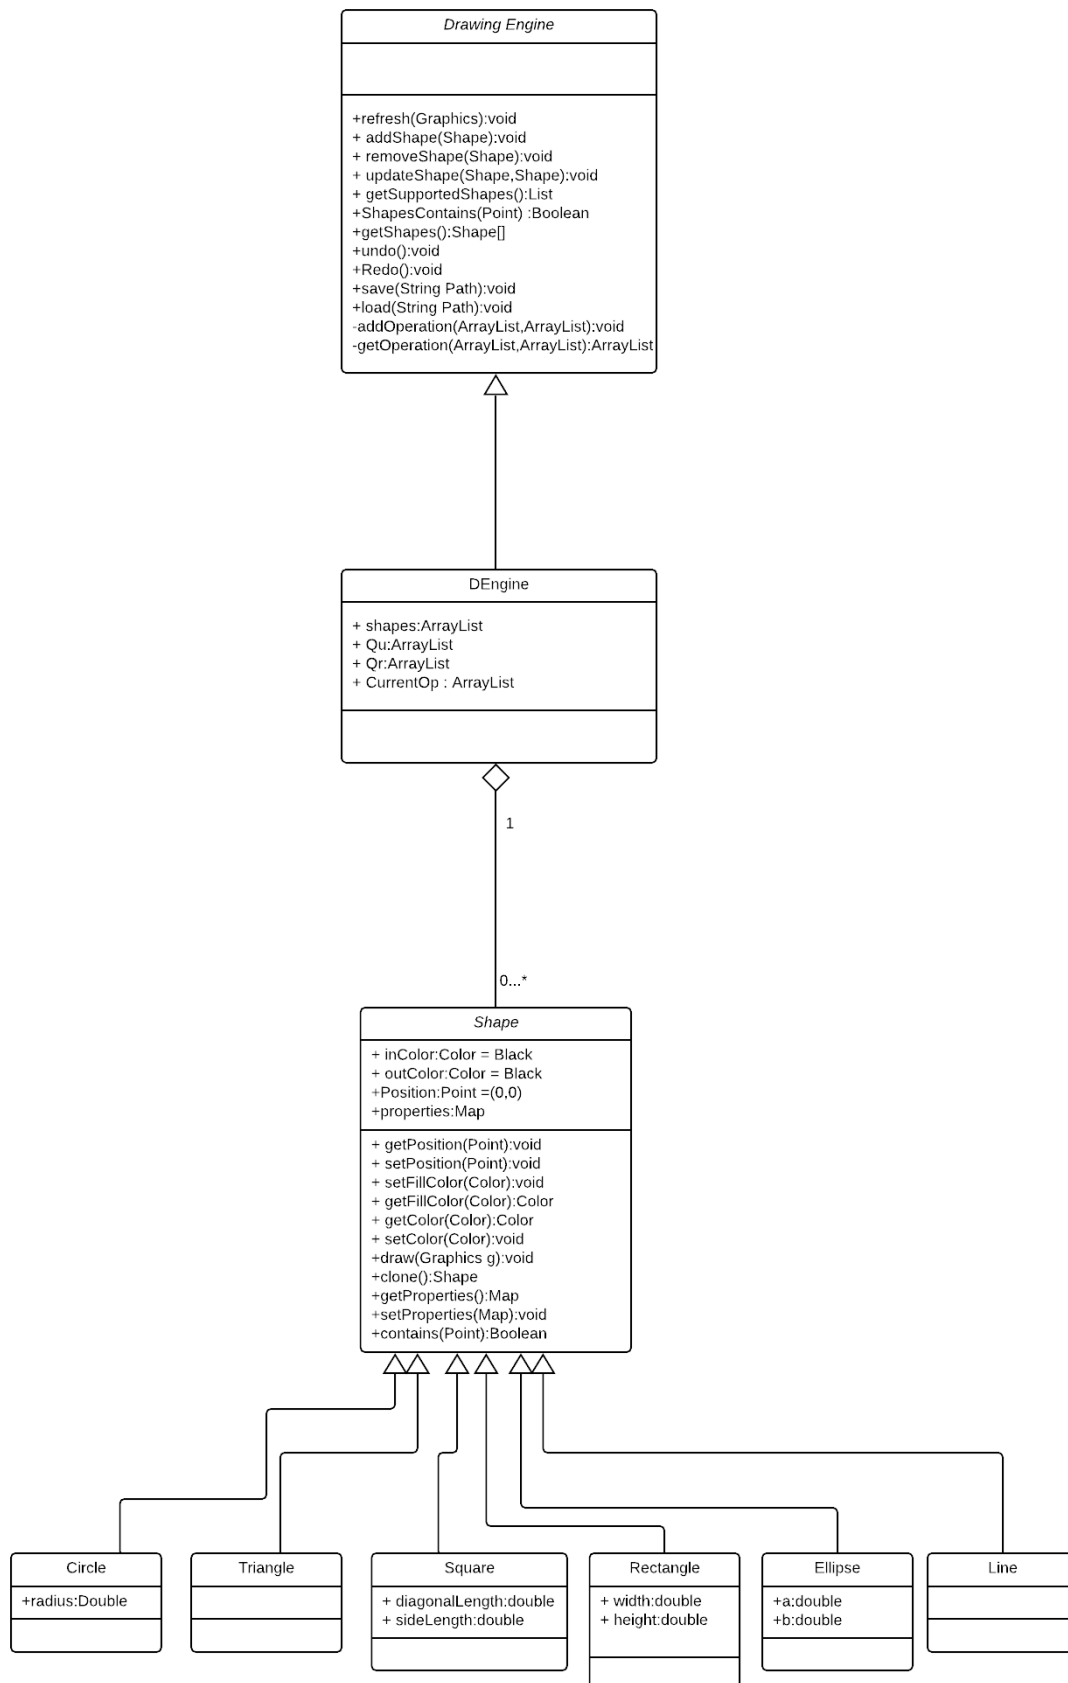 Drawing Engine
+refresh(Graphics):void
+ addShape(Shape):void
+ removeShape(Shape):void
+ updateShape(Shape,Shape):void
+ getSupportedShapes():List
+ShapesContains(Point) :Boolean
+getShapes():Shape[]
+undo():void
+Redo():void
+save(String Path):void
+load(String Path):void
-addOperation(ArrayList,ArrayList):void
-getOperation(ArrayList,ArrayList):ArrayList
DEngine
+ shapes:ArrayList
+ Qu:ArrayList
+ Qr:ArrayList
+ CurrentOp : ArrayList
1
0...*
Shape
+ inColor:Color = Black
+ outColor:Color = Black
+Position:Point =(0,0)
+properties:Map
+ getPosition(Point):void
+ setPosition(Point):void
+ setFillColor(Color):void
+ getFillColor(Color):Color
+ getColor(Color):Color
+ setColor(Color):void
+draw(Graphics g):void
+clone():Shape
+getProperties():Map
+setProperties(Map):void
+contains(Point):Boolean
Circle
+radius:Double
Triangle
Square
+ diagonalLength:double
+ sideLength:double
Rectangle
+ width:double
+ height:double
Ellipse
+a:double
+b:double
Line